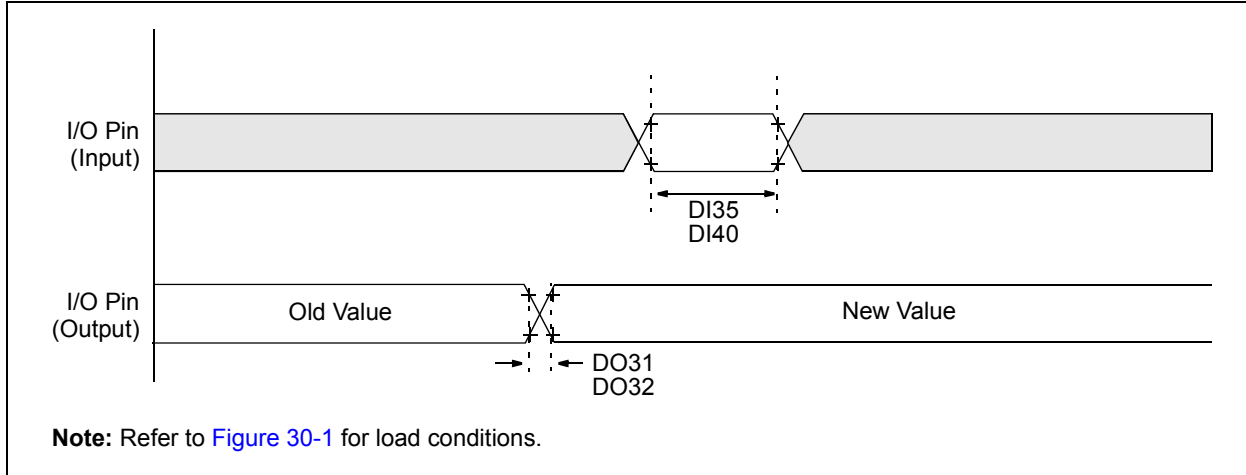 I/O Pin
(Input)
DI35
DI40
I/O Pin
(Output)
Old Value
New Value
DO31
DO32
Note: Refer to Figure 30-1 for load conditions.